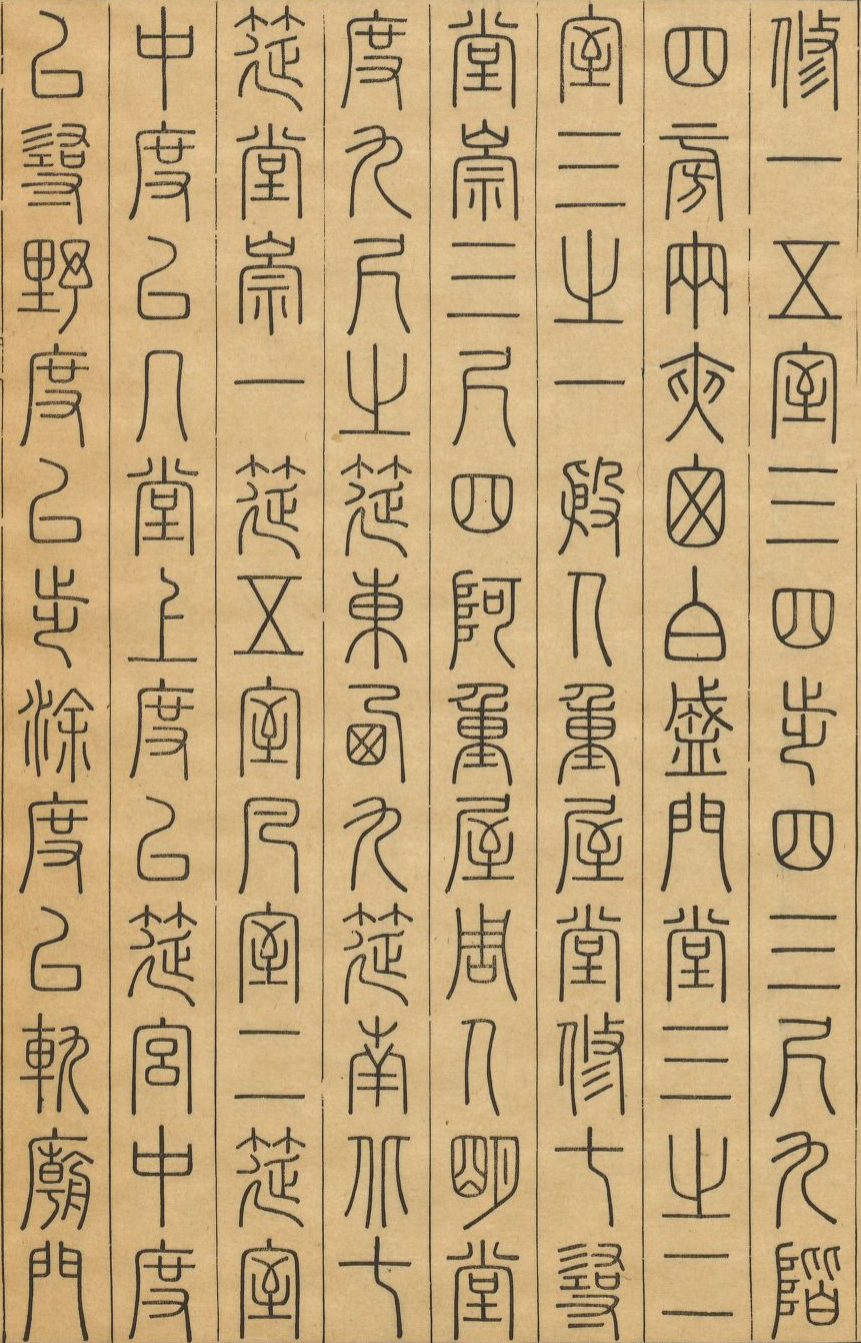 修一五室三四步四三尺九階
四旁兩夾囱白盛門堂三之二
室三之一殷人重屋堂修七尋
堂崇三尺四阿重屋周人明堂
度九尺之筵東西九筵南北七
筵堂崇一筵五室凡室二筵室
中度以几堂上度以筵宮中度
以尋野度以步涂度以軌廟門